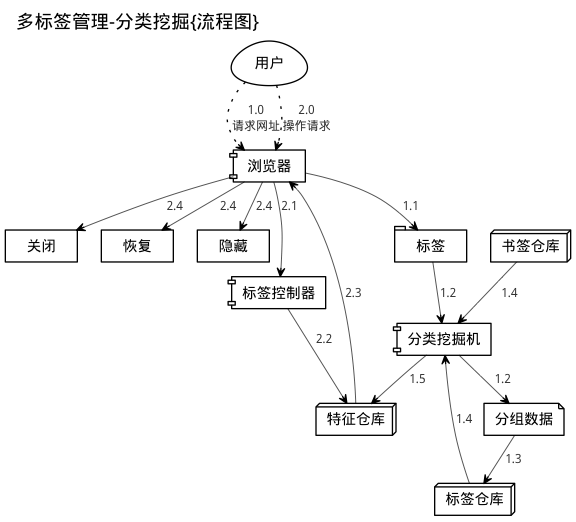 多标签管理-分类挖掘{流程图}
用户
1.0
请求网址
2.0
操作请求
浏览器
2.4
2.4
2.4
2.1
1.1
关闭
恢复
隐藏
标签
书签仓库
标签控制器
2.3
1.2
1.4
2.2
分类挖掘机
1.5
1.2
特征仓库
1.4
分组数据
1.3
标签仓库